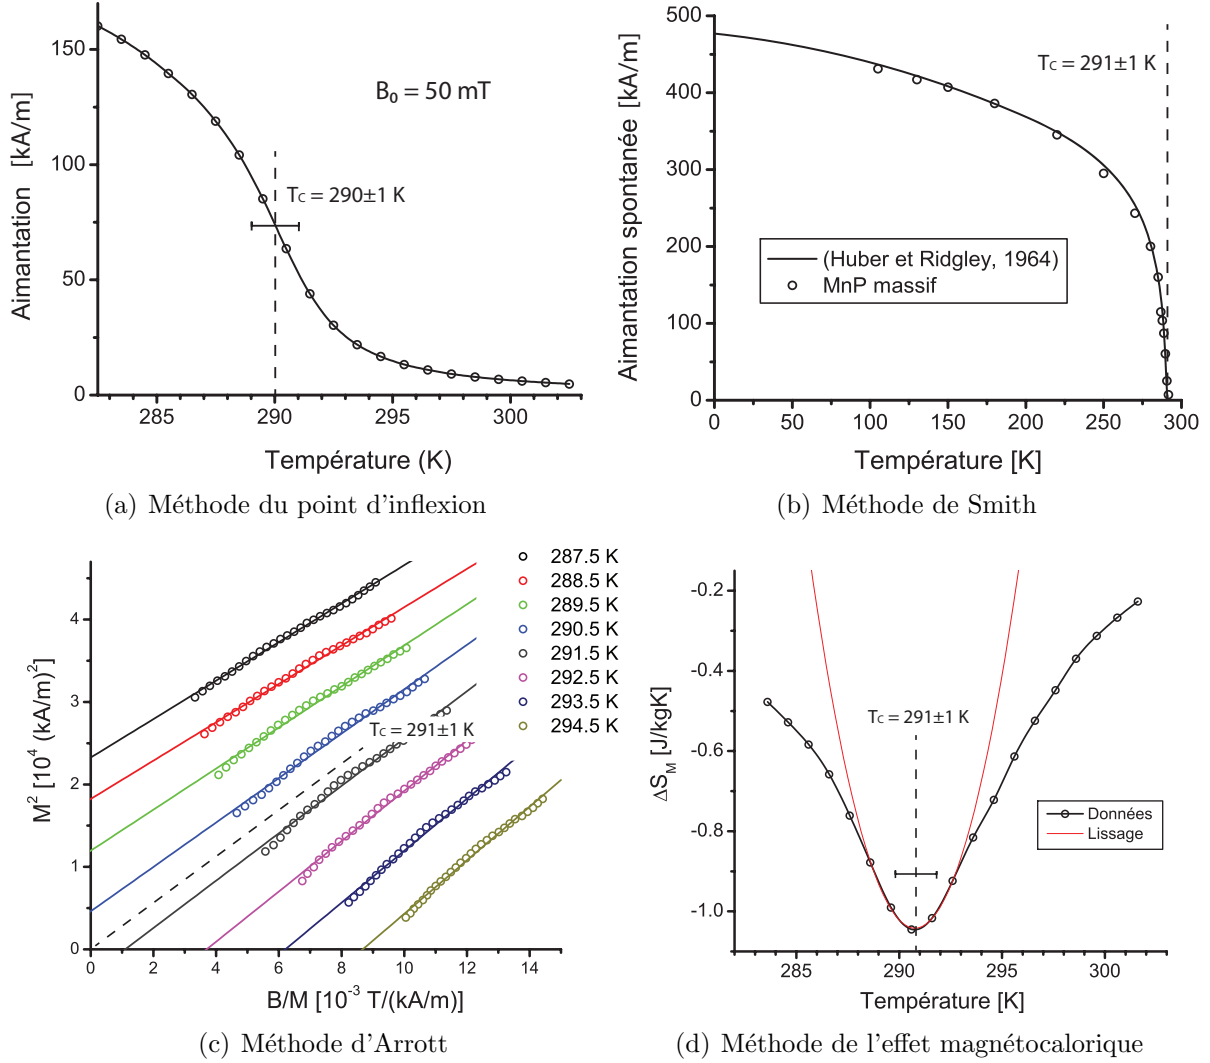 150
100
50
0
285
290
295
300
Aimantation [kA/m]
B₀ = 50 mT
T_C = 290±1 K
Température (K)
(a) Méthode du point d'inflexion
500
400
300
200
100
0
0
50
100
150
200
250
300
Aimantation spontanée [kA/m]
T_C = 291±1 K
(Huber et Ridgley, 1964)
MnP massif
Température [K]
(b) Méthode de Smith
4
3
2
1
0
0
2
4
6
8
10
12
14
M² [10⁴ (kA/m)²]
287.5 K
288.5 K
289.5 K
290.5 K
291.5 K
292.5 K
293.5 K
294.5 K
T_C = 291±1 K
B/M [10⁻³ T/(kA/m)]
(c) Méthode d'Arrott
-0.2
-0.4
-0.6
-0.8
-1.0
285
290
295
300
ΔS_M [J/kgK]
T_C = 291±1 K
Données
Lissage
Température [K]
(d) Méthode de l'effet magnétocalorique